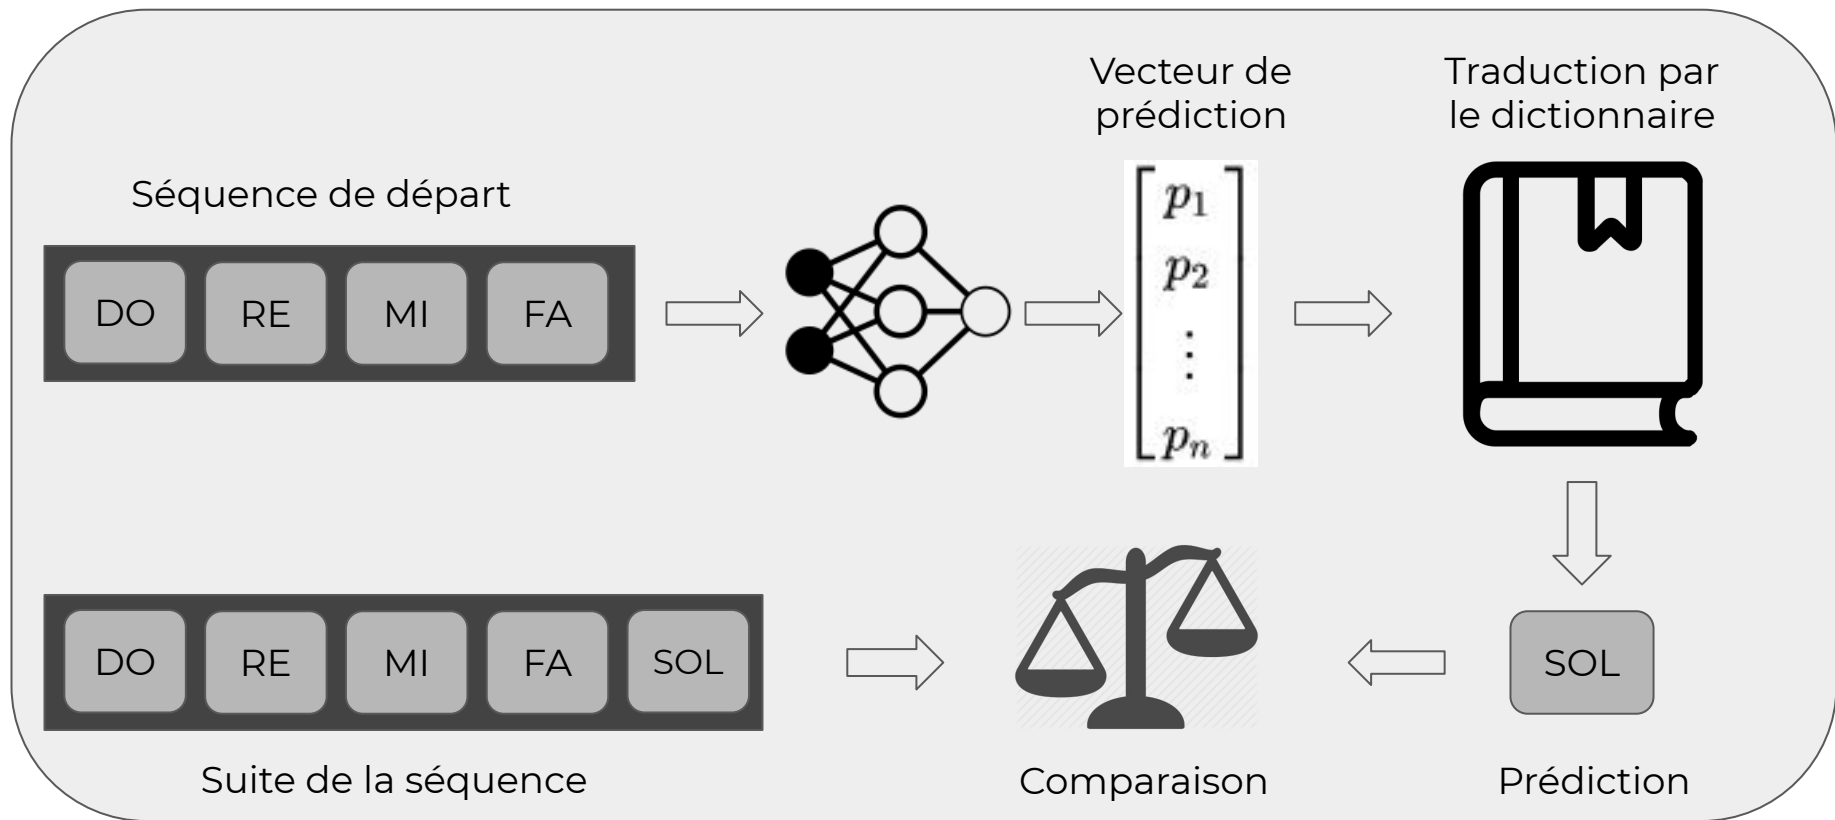 Vecteur de
prédiction
Traduction par
le dictionnaire
Séquence de départ
DO RE MI FA
p1
p2
⋮
pn
DO RE MI FA SOL
SOL
Suite de la séquence
Comparaison
Prédiction